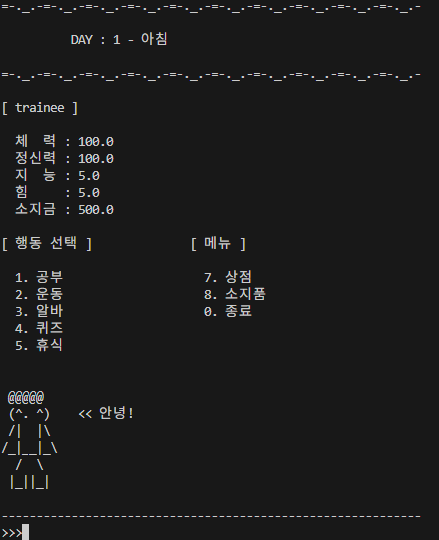 =-._.-=-._.-=-._.-=-._.-=-._.-=-._.-=-._.-=-._.-=-._.-=-._.-
DAY : 1 - 아침
=-._.-=-._.-=-._.-=-._.-=-._.-=-._.-=-._.-=-._.-=-._.-=-._.-
[ trainee ]
체  력 : 100.0
정신력 : 100.0
지  능 : 5.0
힘     : 5.0
소지금 : 500.0
[ 행동 선택 ]              [ 메뉴 ]
1. 공부                    7. 상점
2. 운동                    8. 소지품
3. 알바                    0. 종료
4. 퀴즈
5. 휴식
 @@@@@
 (^. ^)    << 안녕!
 /|  |\
/_|__|_\
  /  \
 |_||_|
------------------------------------------------------------
>>>